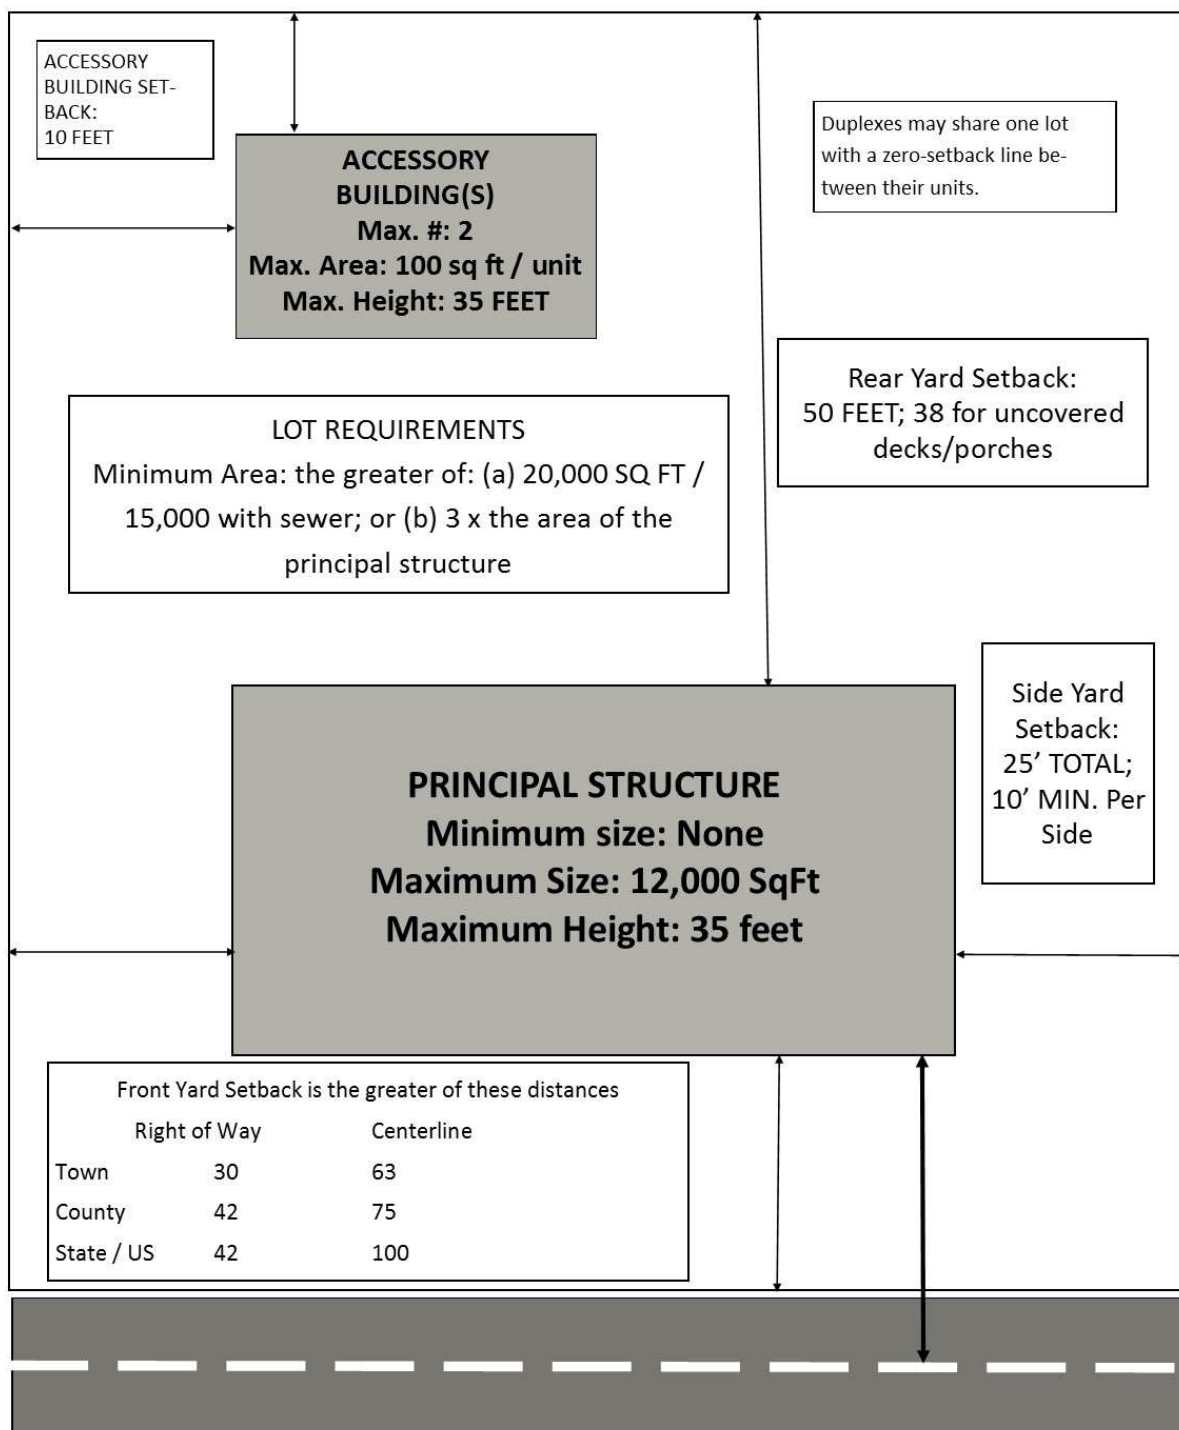 ACCESSORY
BUILDING SET-
BACK:
10 FEET
Duplexes may share one lot
with a zero-setback line be-
tween their units.
ACCESSORY
BUILDING(S)
Max. #: 2
Max. Area: 100 sq ft / unit
Max. Height: 35 FEET
Rear Yard Setback:
50 FEET; 38 for uncovered
decks/porches
LOT REQUIREMENTS
Minimum Area: the greater of: (a) 20,000 SQ FT /
15,000 with sewer; or (b) 3 x the area of the
principal structure
Side Yard
Setback:
25’ TOTAL;
10’ MIN. Per
Side
PRINCIPAL STRUCTURE
Minimum size: None
Maximum Size: 12,000 SqFt
Maximum Height: 35 feet
Front Yard Setback is the greater of these distances
Right of Way Centerline
Town 30 63
County 42 75
State / US 42 100